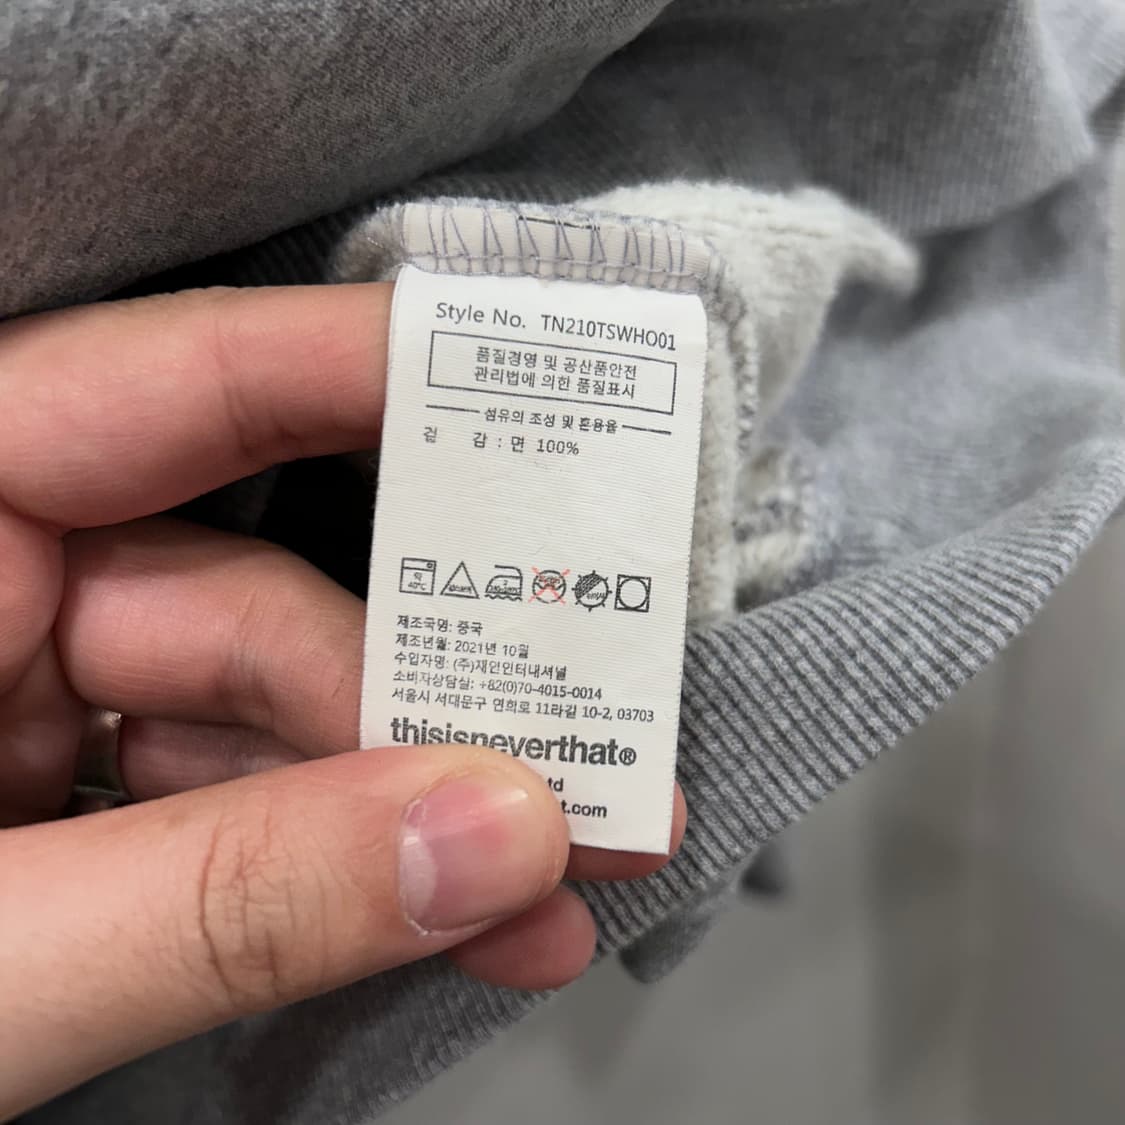 Style No. TN210TSWHO01
품질경영 및 공산품안전
관리법에 의한 품질표시
섬유의 조성 및 혼용율
겉 감 : 면 100%
약
40℃
제조국명: 중국
제조년월: 2021년 10월
수입자명: (주)재인인터내셔널
소비자상담실: +82(0)70-4015-0014
서울시 서대문구 연희로 11라길 10-2, 03703
thisisneverthat®
td
t.com